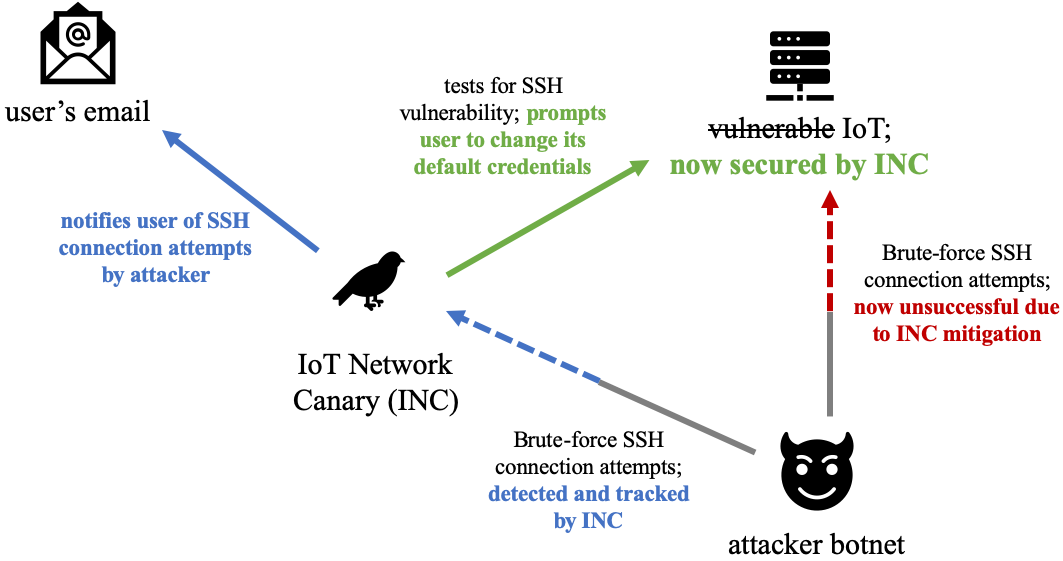 user’s email
tests for SSH
vulnerability; prompts
user to change its
default credentials
vulnerable IoT;
now secured by INC
notifies user of SSH
connection attempts
by attacker
Brute-force SSH
connection attempts;
now unsuccessful due
to INC mitigation
IoT Network
Canary (INC)
Brute-force SSH
connection attempts;
detected and tracked
by INC
attacker botnet